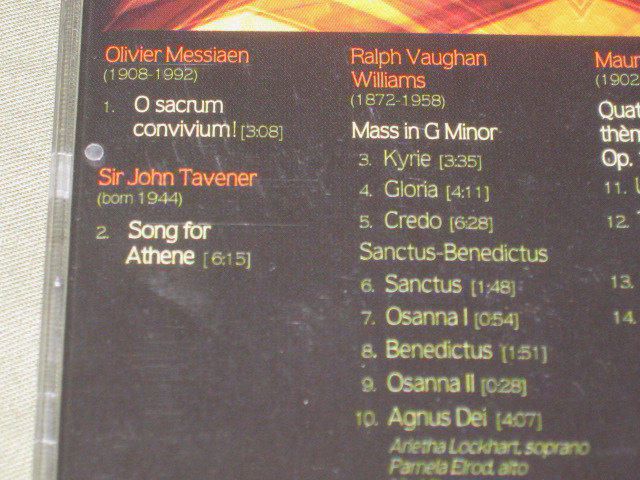 Olivier Messiaen
(1908-1992)
1. O sacrum
convivium! [3:08]
Sir John Tavener
(born 1944)
2. Song for
Athene [6:15]
Ralph Vaughan
Williams
(1872-1958)
Mass in G Minor
3. Kyrie [3:35]
4. Gloria [4:11]
5. Credo [6:28]
Sanctus-Benedictus
6. Sanctus [1:48]
7. Osanna I [0:54]
8. Benedictus [1:51]
9. Osanna II [0:28]
10. Agnus Dei [4:07]
Arietha Lockhart, soprano
Pamela Elrod, alto
Maur
(1902
Quat
thèn
Op.
11.
12.
13.
14.